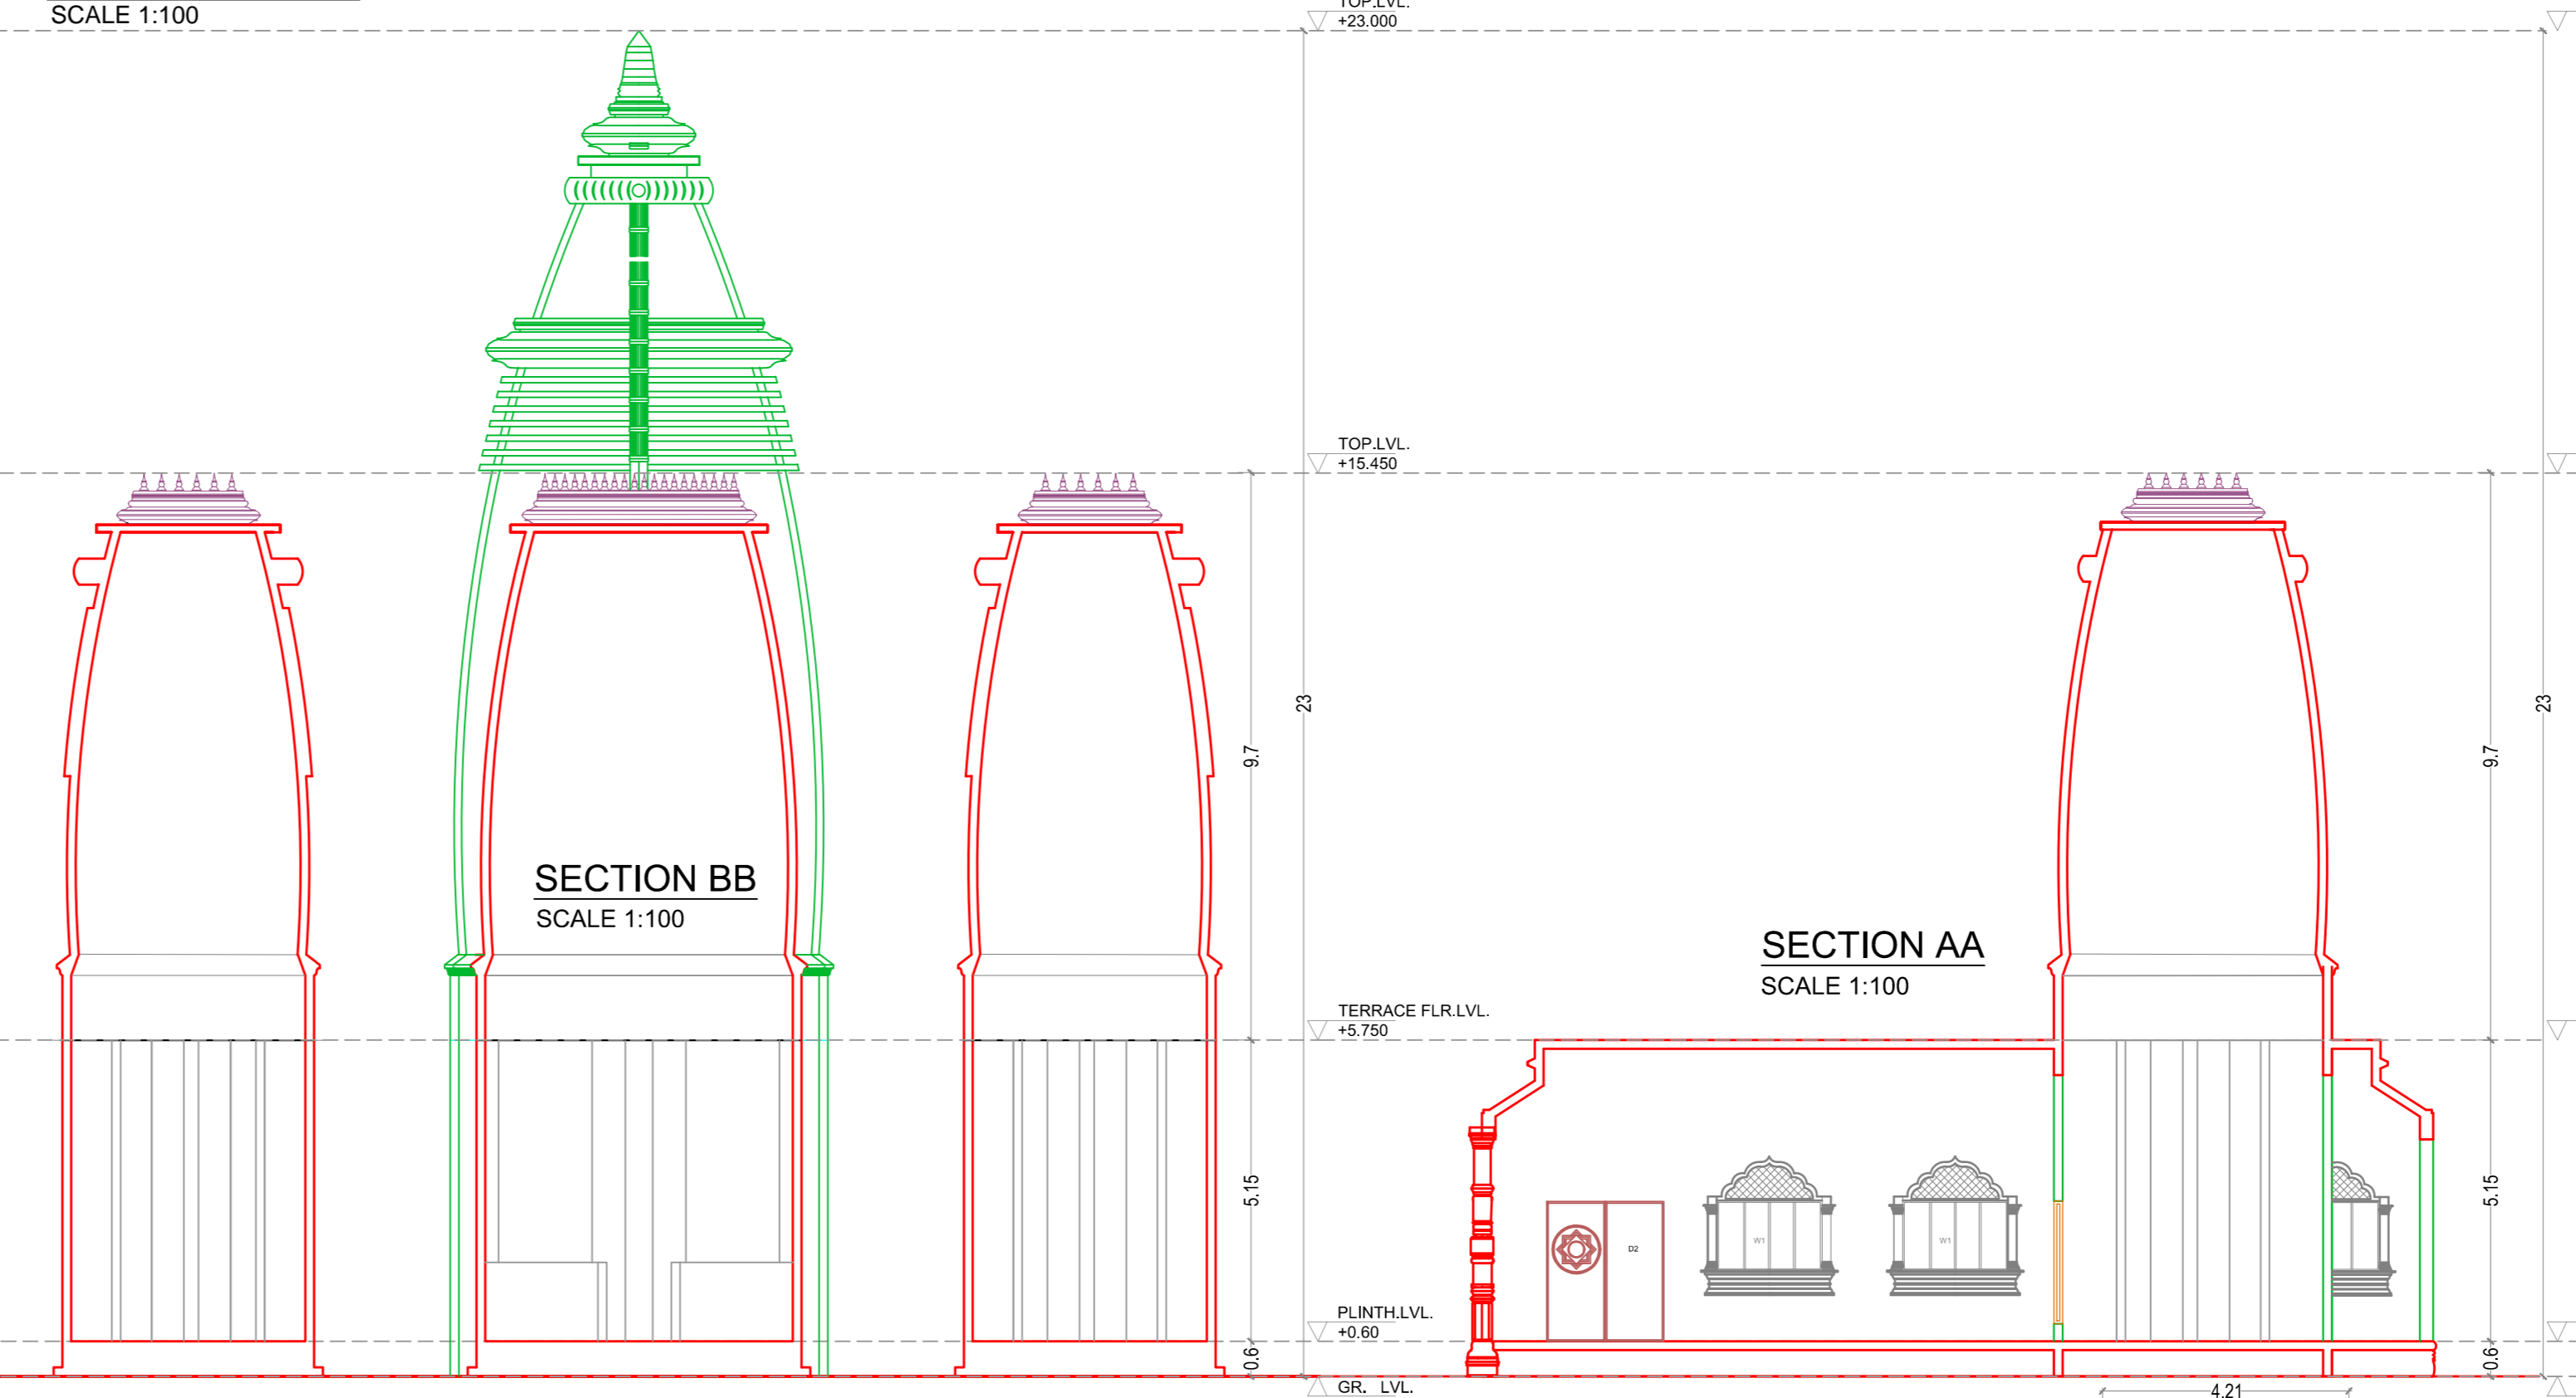 SCALE 1:100
TOP.LVL.
+23.000
TOP.LVL.
+15.450
23
23
9.7
9.7
SECTION BB
SCALE 1:100
SECTION AA
SCALE 1:100
TERRACE FLR.LVL.
+5.750
5.15
5.15
W1
W1
D2
PLINTH.LVL.
+0.60
0.6
0.6
GR. LVL.
4.21